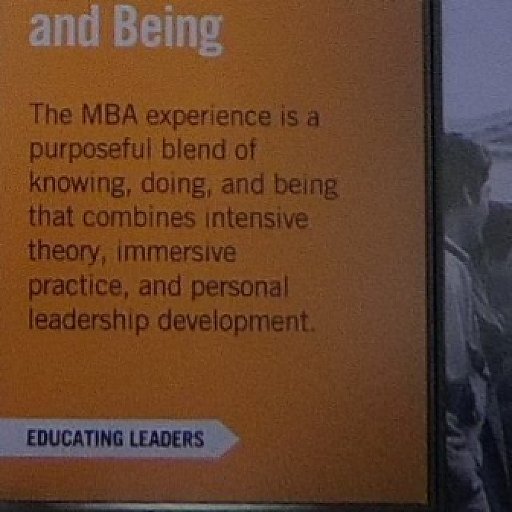 and Being
The MBA experience is a
purposeful blend of
knowing, doing, and being
that combines intensive
theory, immersive
practice, and personal
leadership development.
EDUCATING LEADERS